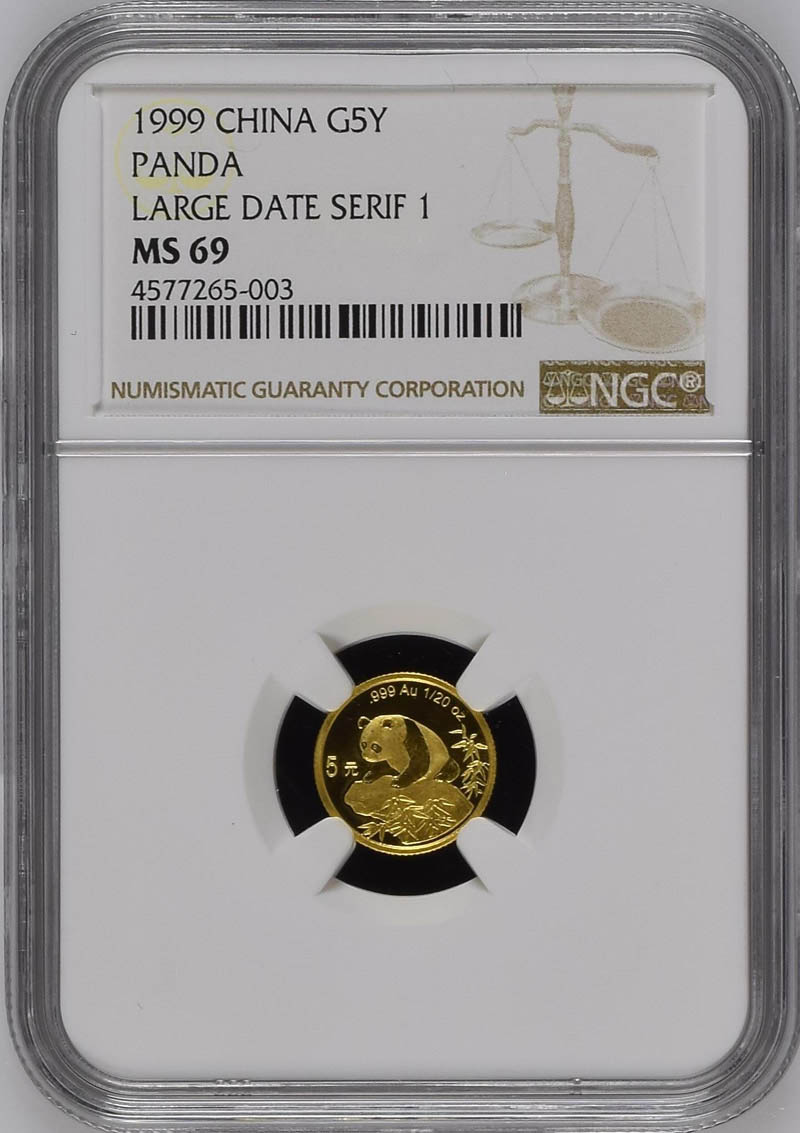 1999 CHINA G5Y
PANDA
LARGE DATE SERIF 1
MS 69
4577265-003
NUMISMATIC GUARANTY CORPORATION
NGC®
.999 Au 1/20 oz
5元